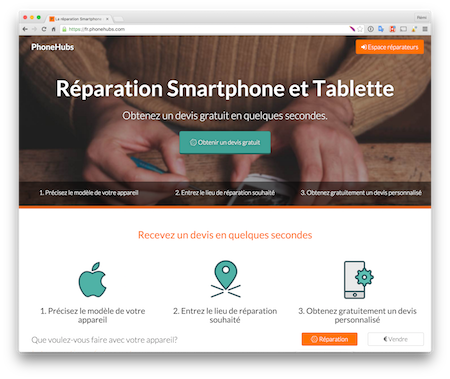 La réparation Smartphone
https://fr.phonehubs.com
PhoneHubs
Espace réparateurs
Réparation Smartphone et Tablette
Obtenez un devis gratuit en quelques secondes.
Obtenir un devis gratuit
1. Précisez le modèle de votre appareil 2. Entrez le lieu de réparation souhaité 3. Obtenez gratuitement un devis personnalisé
Recevez un devis en quelques secondes
1. Précisez le modèle de votre
appareil
2. Entrez le lieu de réparation
souhaité
3. Obtenez gratuitement un devis
personnalisé
Que voulez-vous faire avec votre appareil?
Réparation
€ Vendre